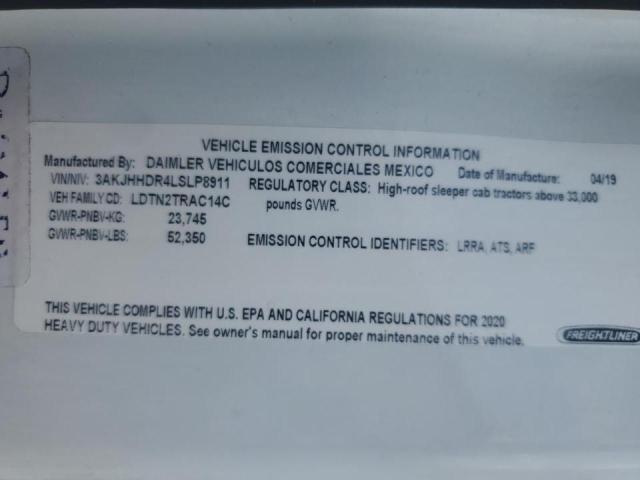 VEHICLE EMISSION CONTROL INFORMATION
Manufactured By: DAIMLER VEHICULOS COMERCIALES MEXICO Date of Manufacture: 04/19
VIN/NIV: 3AKJHHDR4LSLP8911 REGULATORY CLASS: High-roof sleeper cab tractors above 33,000
VEH FAMILY CD: LDTN2TRAC14C pounds GVWR.
GVWR-PNBV-KG: 23,745
GVWR-PNBV-LBS: 52,350 EMISSION CONTROL IDENTIFIERS: LRRA, ATS, ARF
THIS VEHICLE COMPLIES WITH U.S. EPA AND CALIFORNIA REGULATIONS FOR 2020
HEAVY DUTY VEHICLES. See owner's manual for proper maintenance of this vehicle.
FREIGHTLINER